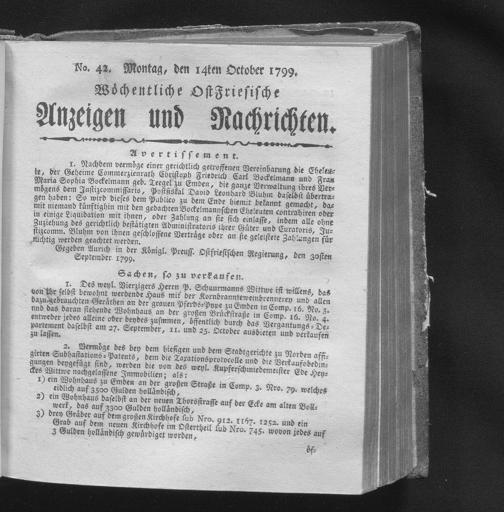 No. 42. Montag, den 14ten October 1799.
Wöchentliche Ostfriesische
Anzeigen und Nachrichten.
Avertissement.
1. Nachdem vermöge einer gerichtlich getroffenen Vereinbarung die Eheleu-
te, der Geheime Commerzienrath Christoph Friedrich Carl Bockelmann und Frau
Maria Sophia Bockelmann geb. Teegel zu Emden, die ganze Verwaltung ihres Ver-
mögens dem Justizcommissario, Postfiskal David Leonhard Bluhm daselbst übertra-
gen haben: So wird dieses dem Publico zu dem Ende hiemit bekannt gemacht, das
mit niemand künftighin mit den gedachten Bockelmannschen Eheleuten contrahiren oder
in einige Liquidation mit ihnen, oder Zahlung an sie sich einlasse, indem alle ohne
Zuziehung des gerichtlich bestätigten Administratoris ihrer Güter und Curatoris, Ju-
stizcomm. Bluhm von ihnen geschlossene Verträge oder an sie geleistete Zahlungen für
nichtig werden geachtet werden.
Gegeben Aurich in der Königl. Preuss. Ostfriesischen Regierung, den 30sten
September 1799.
Sachen, so zu verkaufen.
1. Des weyl. Vierzigers Herrn P. Schuurmanns Wittwe ist willens, das
von ihr selbst bewohnt werdende Haus mit der Kornbranntweinbrennerey und allen
dazu gebrauchten Geräthen an der grauen Pferds-Püpe zu Emden in Comp. 16. No. 3.
und das daran stehende Wohnhaus an der großen Brückstraße in Comp. 16. No. 4.
entweder jedes alleine oder beydes zusammen, öffentlich durch das Vergantungs-De-
partement daselbst am 27. September, 11. und 25. October ausbieten und verkaufen
zu lassen.
2. Vermöge des bey dem hiesigen und dem Stadtgerichte zu Norden affi-
girten Subhastations-Patents, dem die Taxationsprotocolle und die Verkaufsbedin-
gungen beygefügt sind, werden die von des weyl. Kupferschmiedemeister Ede Hey-
ckes Wittwe nachgelassene Immobilien; als:
1) ein Wohnhaus zu Emden an der großen Straße in Comp. 3. Nro. 79. welches
eidlich auf 3500 Gulden holländisch,
2) ein Wohnhaus daselbst an der neuen Thorsstraße auf der Ecke am alten Boll-
werk, das auf 3300 Gulden holländisch,
3) drey Gräber auf dem großen Kirchhofe sub Nro. 912. 1167. 1252. und ein
Grab auf dem neuen Kirchhofe im Ostertheil sub Nro. 745. wovon jedes auf
3 Gulden holländisch gewürdiget worden,
öf-